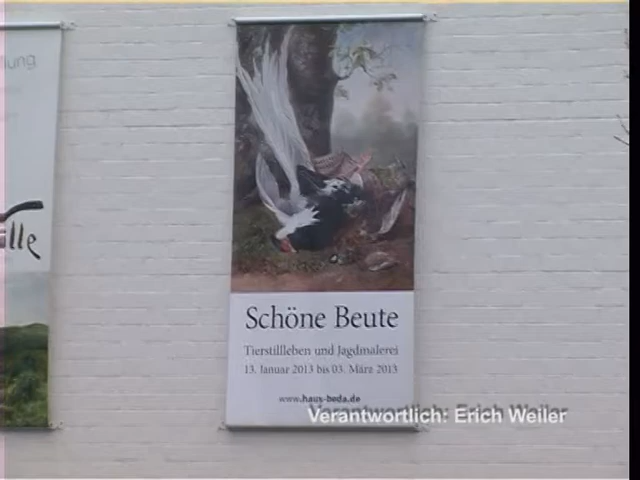 lung
ille
Schöne Beute
Tierstillleben und Jagdmalerei
13. Januar 2013 bis 03. März 2013
www.haus-beda.de
Verantwortlich: Erich Weiler